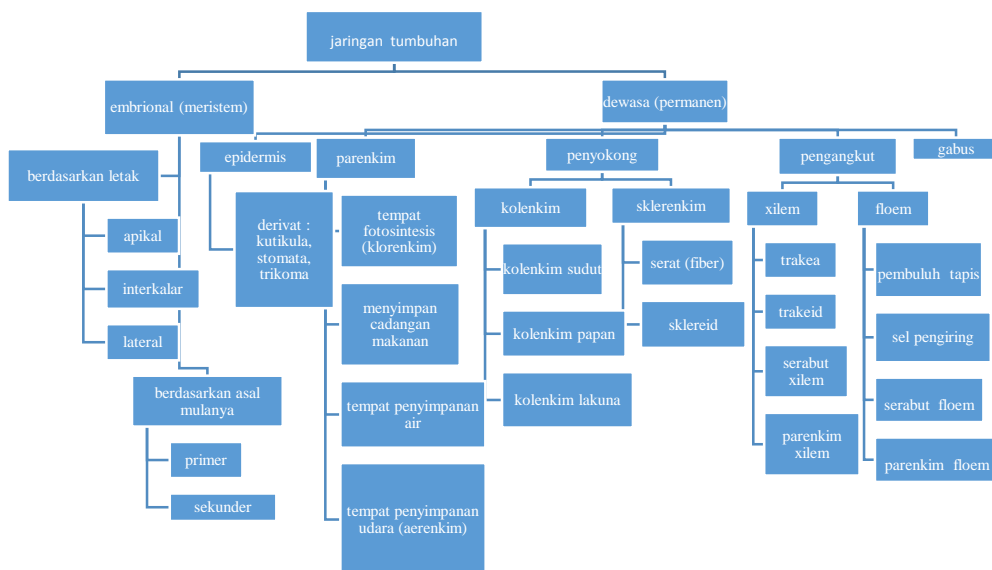 jaringan tumbuhan
embrional (meristem)
dewasa (permanen)
berdasarkan letak
apikal
interkalar
lateral
berdasarkan asal
mulanya
primer
sekunder
epidermis
derivat :
kutikula,
stomata,
trikoma
parenkim
tempat
fotosintesis
(klorenkim)
menyimpan
cadangan
makanan
tempat penyimpanan
air
tempat penyimpanan
udara (aerenkim)
penyokong
kolenkim
kolenkim sudut
kolenkim papan
kolenkim lakuna
sklerenkim
serat (fiber)
sklereid
pengangkut
xilem
trakea
trakeid
serabut
xilem
parenkim
xilem
floem
pembuluh tapis
sel pengiring
serabut floem
parenkim floem
gabus